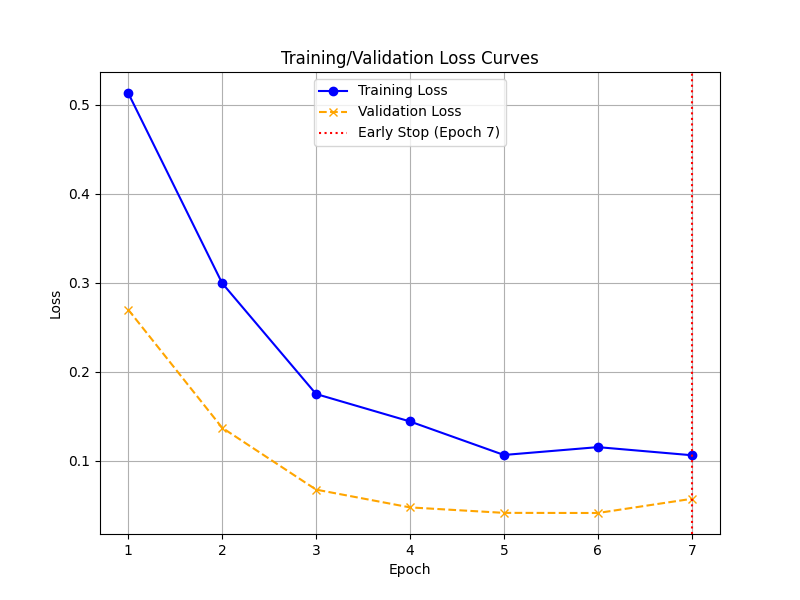 Training/Validation Loss Curves
Training Loss
Validation Loss
Early Stop (Epoch 7)
0.5
0.4
0.3
0.2
0.1
Loss
1 2 3 4 5 6 7
Epoch